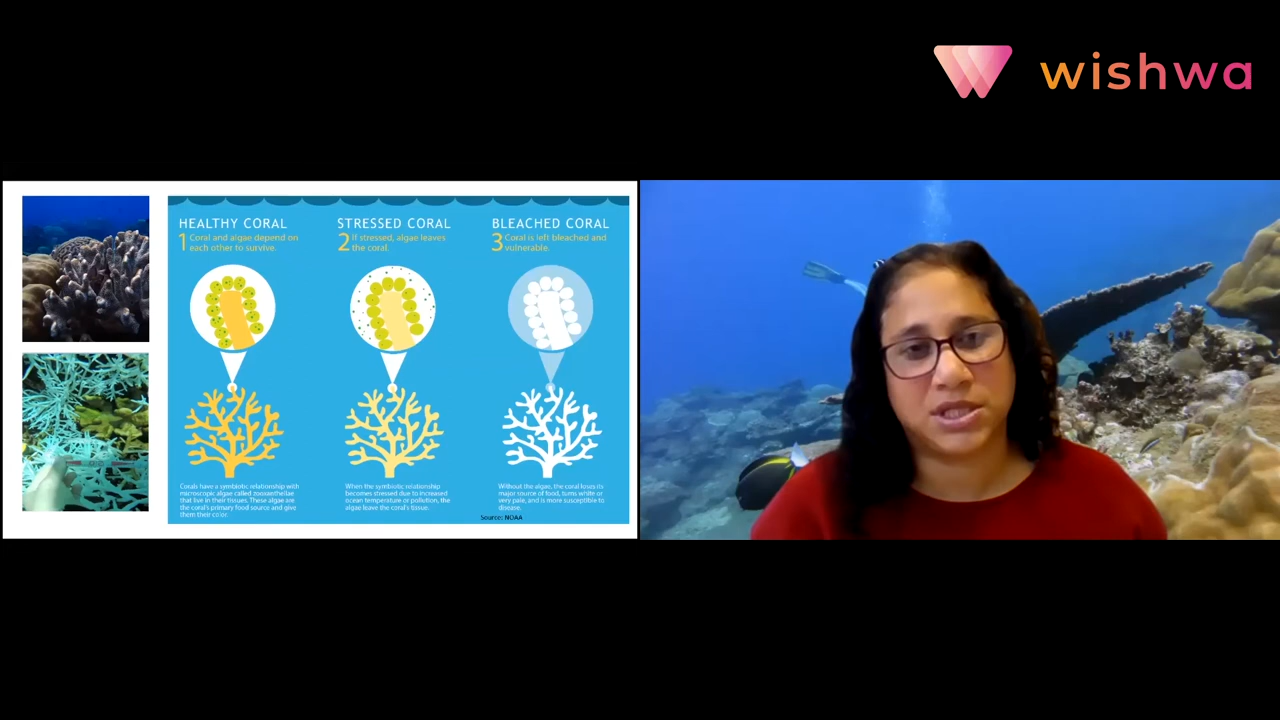 wishwa
HEALTHY CORAL
1 Coral and algae depend on
each other to survive.
STRESSED CORAL
2 If stressed, algae leaves
the coral.
BLEACHED CORAL
3 Coral is left bleached and
vulnerable.
Corals have a symbiotic relationship with
microscopic algae called zooxanthellae
that live in their tissues. These algae are
the coral's primary food source and give
them their color.
When the symbiotic relationship
becomes stressed due to increased
ocean temperature or pollution, the
algae leave the coral's tissue.
Without the algae, the coral loses its
major source of food, turns white or
very pale, and is more susceptible to
disease.
Source: NOAA